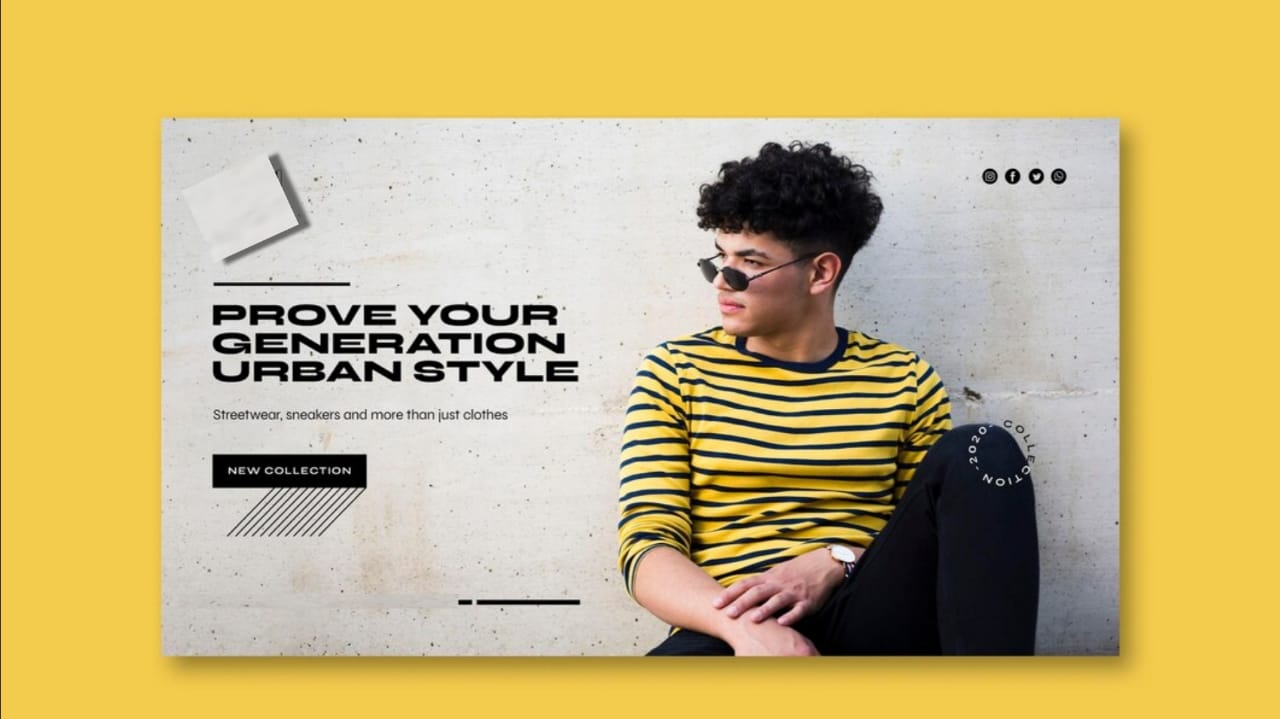 PROVE YOUR
GENERATION
URBAN STYLE
Streetwear, sneakers and more than just clothes
NEW COLLECTION
-2020- COLLECTION